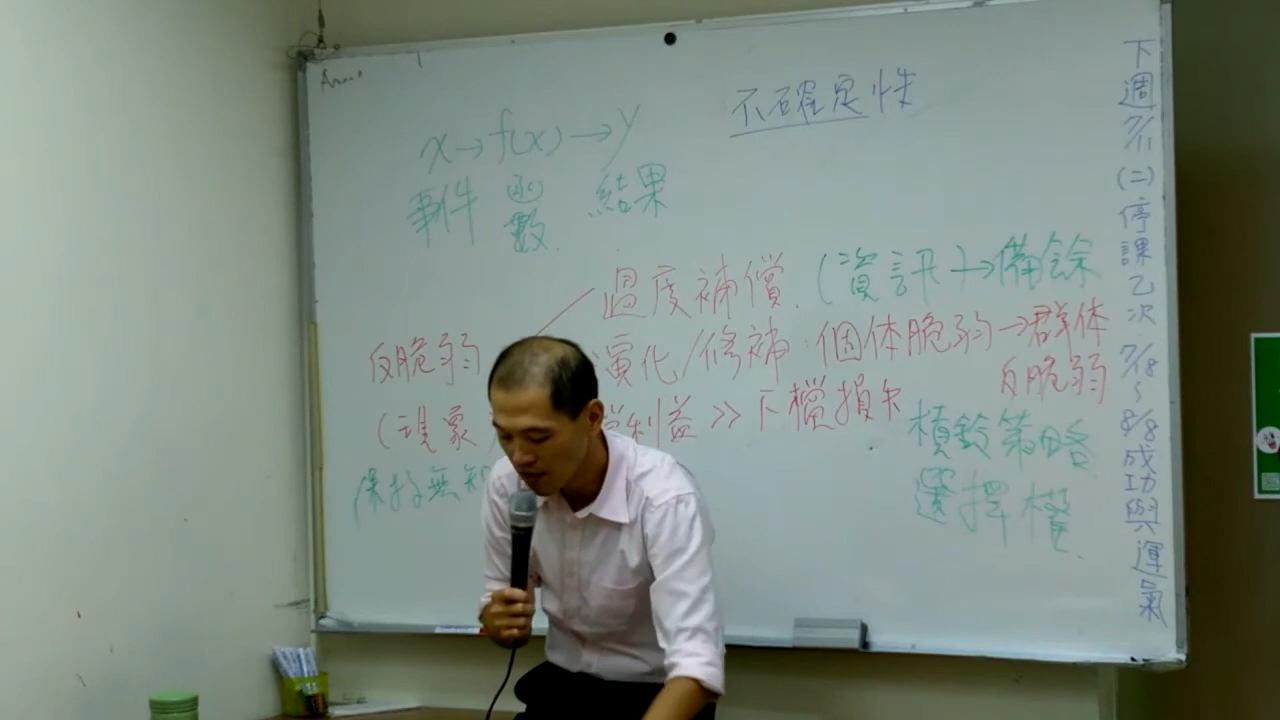 不確定性
x→f(x)→y
事件 函數 結果
過度補償 (資訊)→備餘
反脆弱 演化/修補:個体脆弱→群体反脆弱
(現象 利益>>下檔損失
槓鈴策略
保持無知
選擇權
下週7/11(二)停課乙次 7/18~8/8成功與運氣